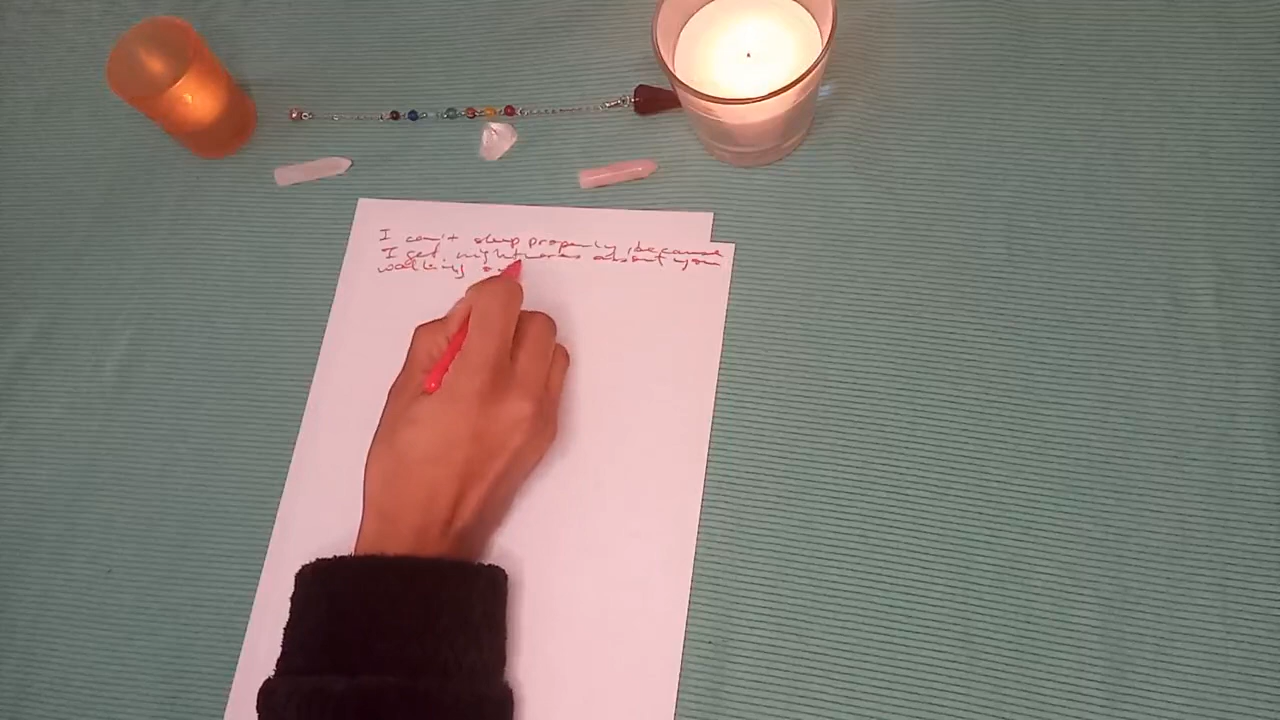 I can't sleep properly, because
I get nightmares about you
walking